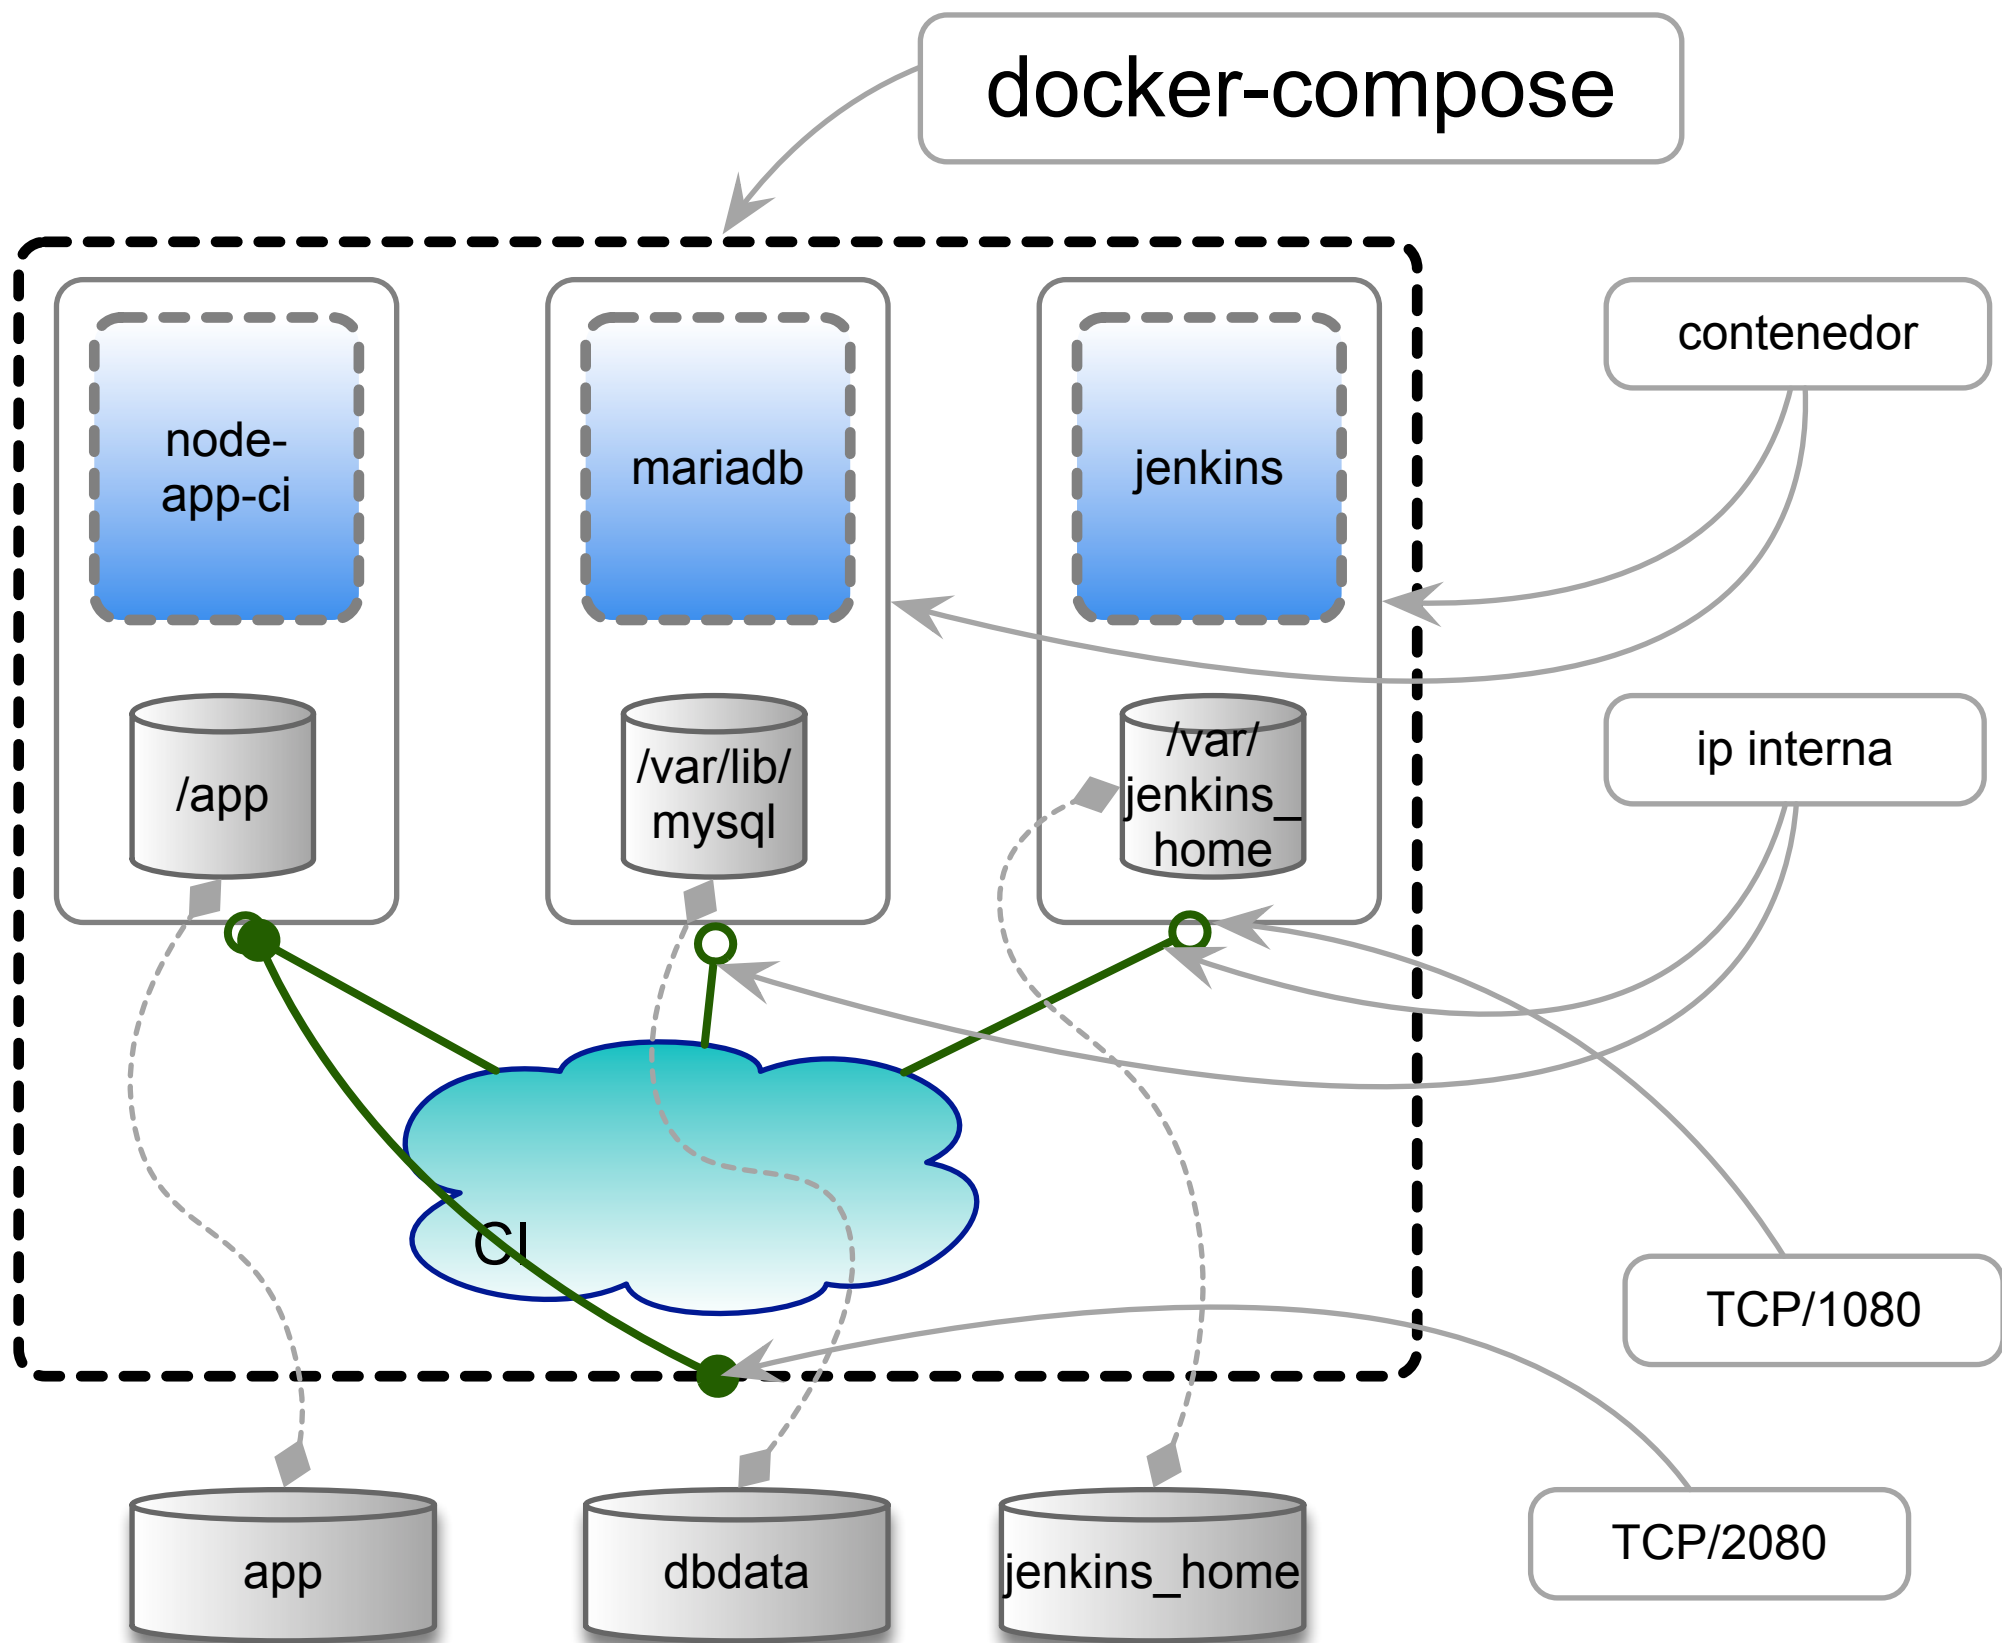 docker-compose
node-
app-ci
mariadb
jenkins
contenedor
/app
/var/lib/
mysql
/var/
jenkins_
home
ip interna
CI
TCP/1080
TCP/2080
app
dbdata
jenkins_home